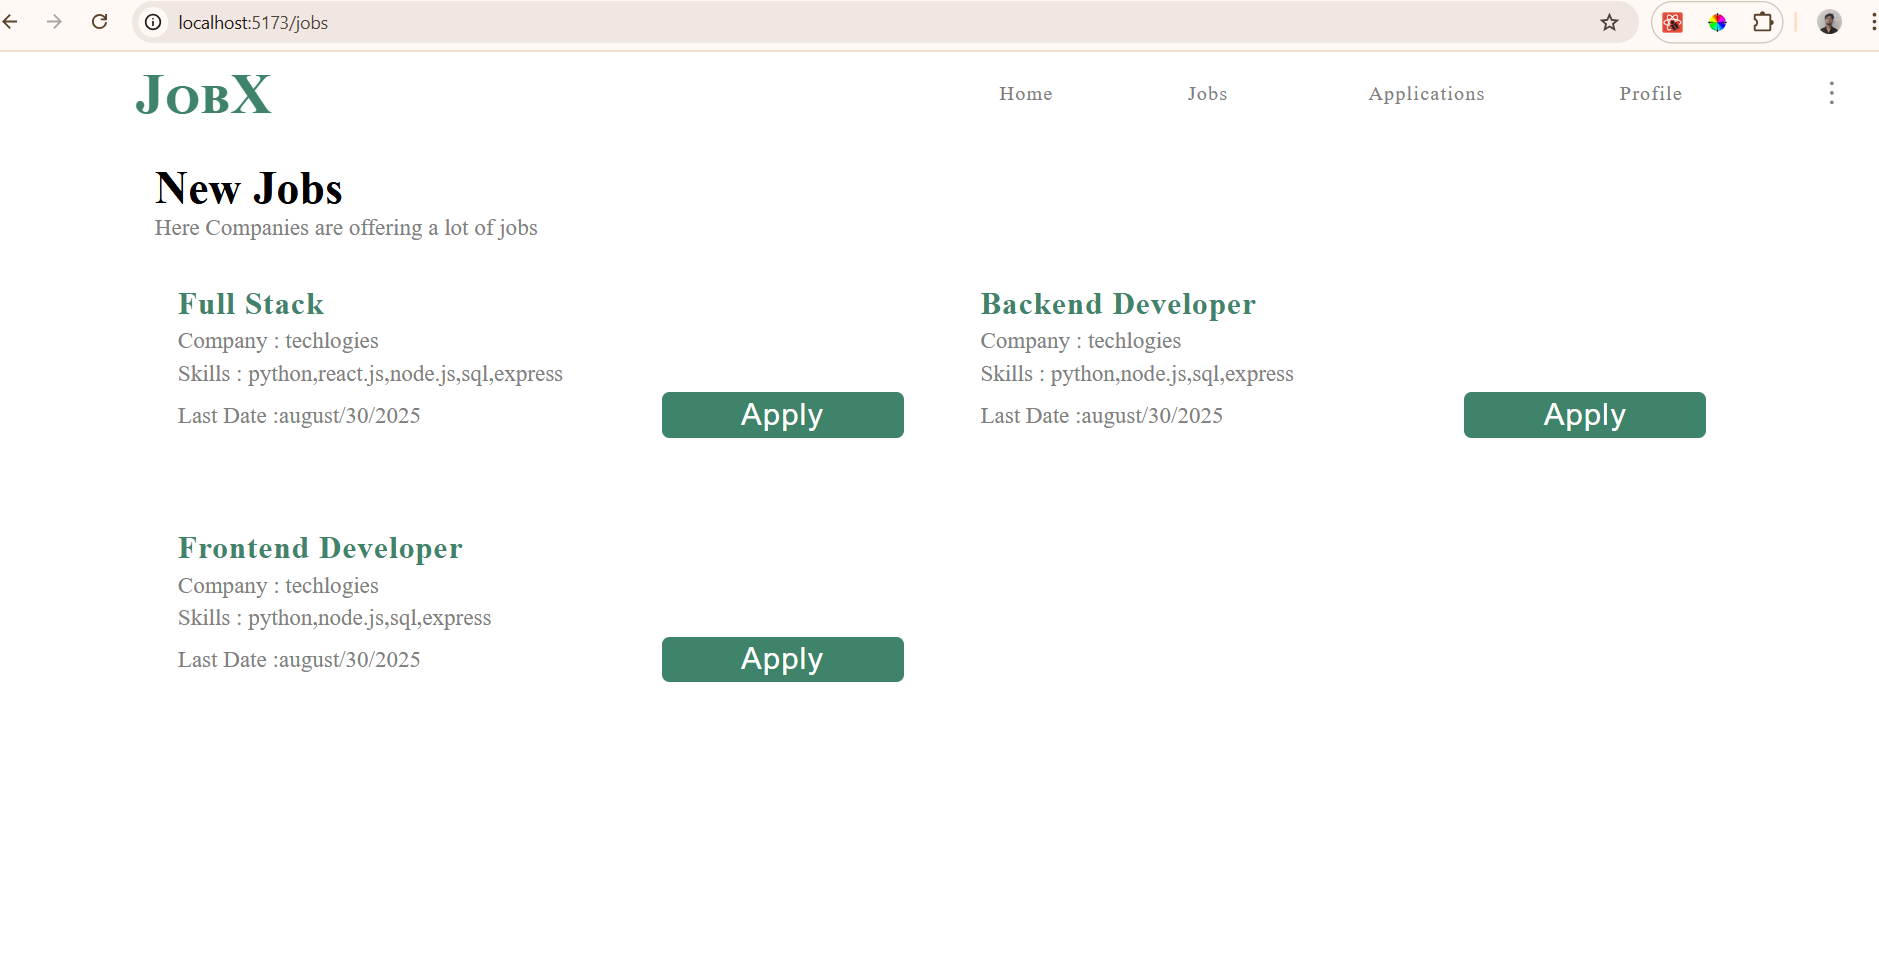 localhost:5173/jobs
JobX
Home Jobs Applications Profile
New Jobs
Here Companies are offering a lot of jobs
Full Stack
Company : techlogies
Skills : python,react.js,node.js,sql,express
Last Date :august/30/2025
Apply
Backend Developer
Company : techlogies
Skills : python,node.js,sql,express
Last Date :august/30/2025
Apply
Frontend Developer
Company : techlogies
Skills : python,node.js,sql,express
Last Date :august/30/2025
Apply